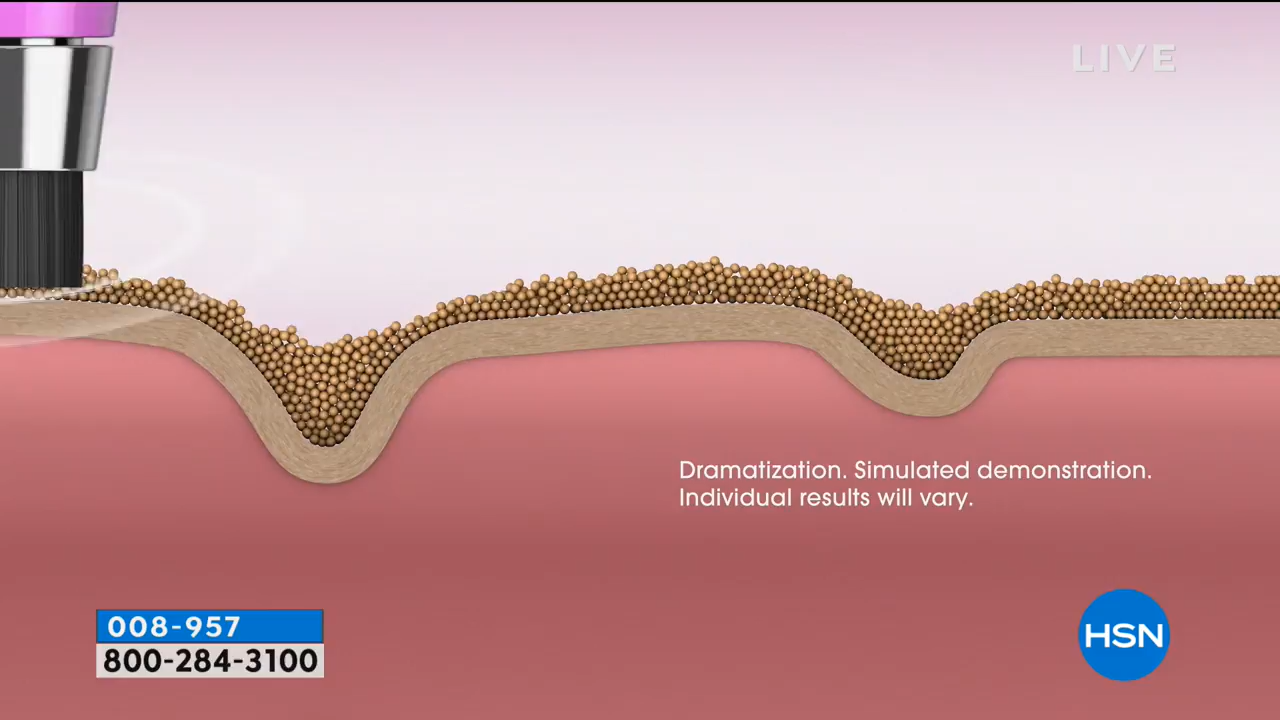 LIVE
Dramatization. Simulated demonstration.
Individual results will vary.
008-957
800-284-3100
HSN